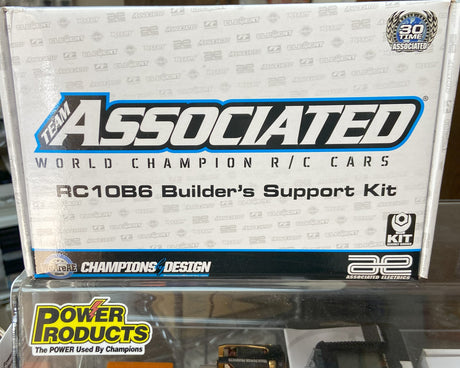 30
TIME
ASSOCIATED
TEAM
ASSOCIATED
WORLD CHAMPION R/C CARS
RC10B6 Builder's Support Kit
KIT
CHAMPIONS DESIGN
ae
ASSOCIATED ELECTRICS
POWER
PRODUCTS
The POWER Used By Champions